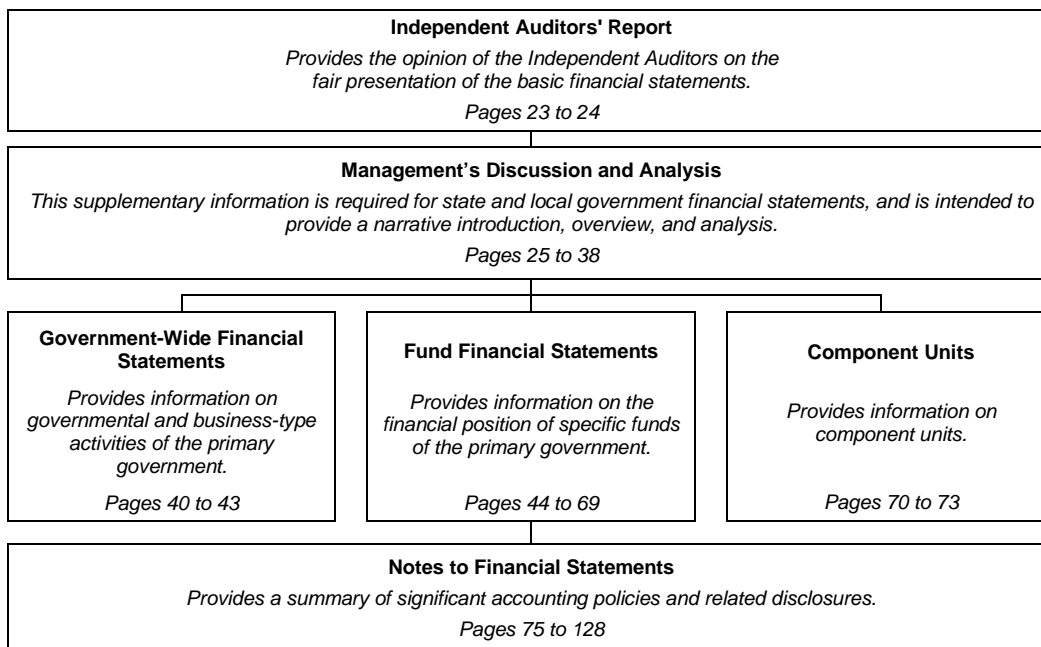 Independent Auditors' Report
Provides the opinion of the Independent Auditors on the
fair presentation of the basic financial statements.
Pages 23 to 24
Management’s Discussion and Analysis
This supplementary information is required for state and local government financial statements, and is intended to
provide a narrative introduction, overview, and analysis.
Pages 25 to 38
Government-Wide Financial
Statements
Provides information on
governmental and business-type
activities of the primary
government.
Pages 40 to 43
Fund Financial Statements
Provides information on the
financial position of specific funds
of the primary government.
Pages 44 to 69
Component Units
Provides information on
component units.
Pages 70 to 73
Notes to Financial Statements
Provides a summary of significant accounting policies and related disclosures.
Pages 75 to 128